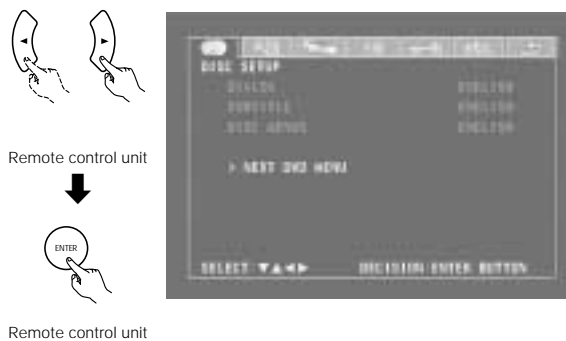 DISC SETUP
DIALOG ENGLISH
SUBTITLE ENGLISH
DISC MENUS ENGLISH
Remote control unit
> NEXT DVD MENU
ENTER
SELECT ▼▲◄► DECISION:ENTER BUTTON
Remote control unit